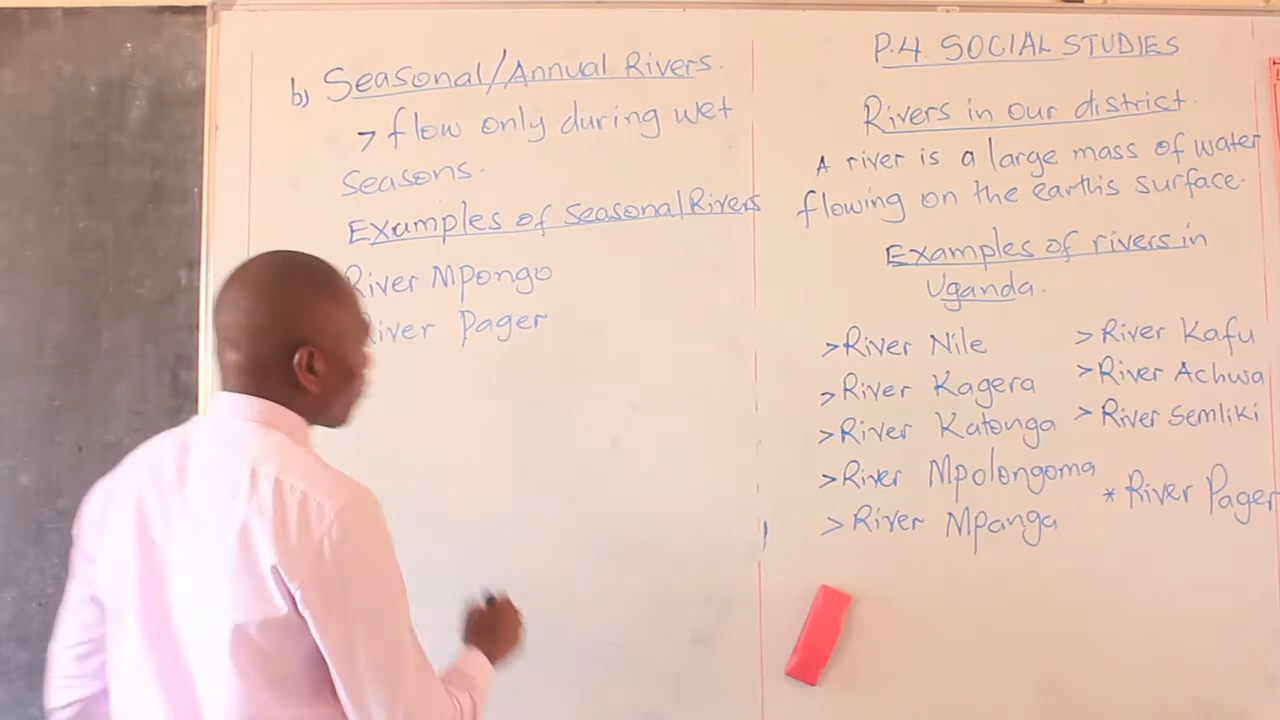 P.4 SOCIAL STUDIES
Rivers in our district.
A river is a large mass of water
flowing on the earth's surface.
Examples of rivers in
Uganda.
>River Nile
>River Kagera
>River Katonga
>River Mpolongoma
>River Mpanga
>River Kafu
>River Achwa
>River Semliki
* River Pager
b) Seasonal/Annual Rivers.
> flow only during wet
seasons.
Examples of Seasonal Rivers
River Mpongo
River Pager